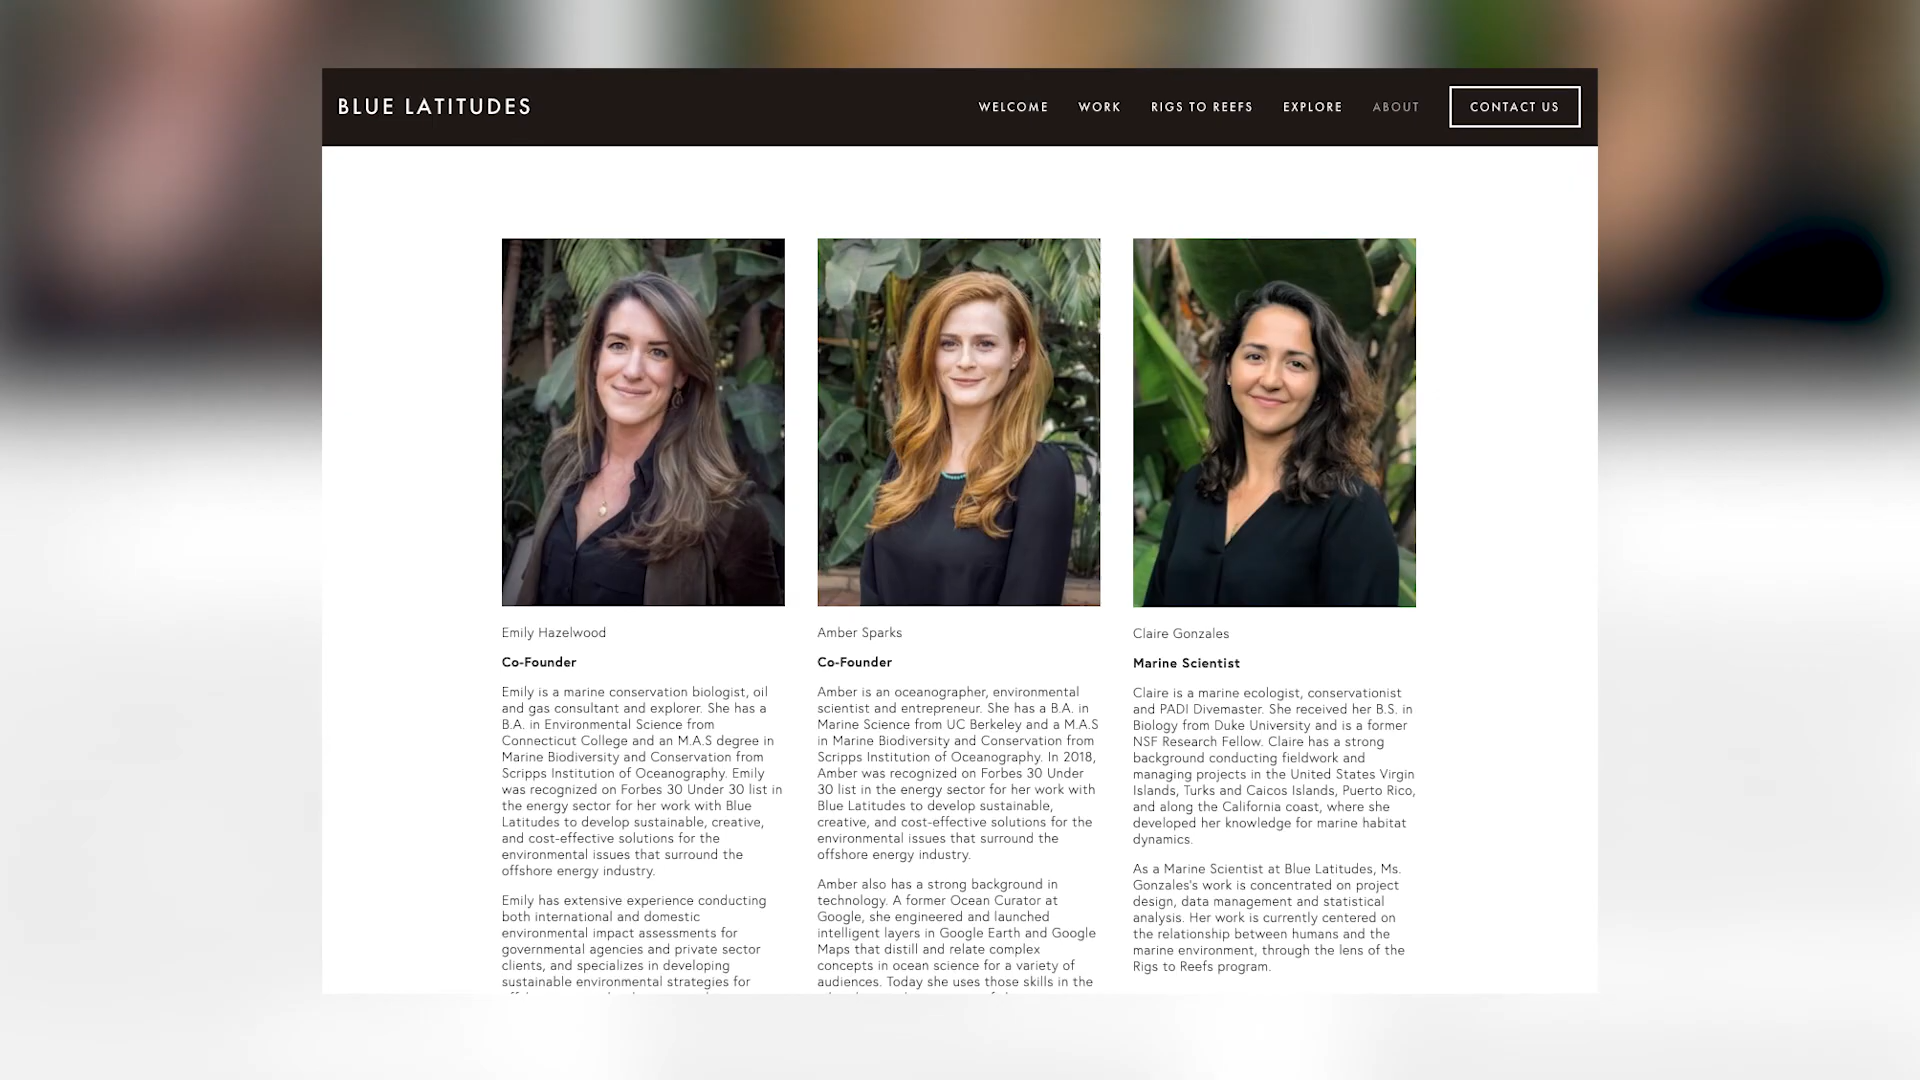 BLUE LATITUDES
WELCOME
WORK
RIGS TO REEFS
EXPLORE
ABOUT
CONTACT US
Emily Hazelwood
Co-Founder
Emily is a marine conservation biologist, oil
and gas consultant and explorer. She has a
B.A. in Environmental Science from
Connecticut College and an M.A.S degree in
Marine Biodiversity and Conservation from
Scripps Institution of Oceanography. Emily
was recognized on Forbes 30 Under 30 list in
the energy sector for her work with Blue
Latitudes to develop sustainable, creative,
and cost-effective solutions for the
environmental issues that surround the
offshore energy industry.
Emily has extensive experience conducting
both international and domestic
environmental impact assessments for
governmental agencies and private sector
clients, and specializes in developing
sustainable environmental strategies for
Amber Sparks
Co-Founder
Amber is an oceanographer, environmental
scientist and entrepreneur. She has a B.A. in
Marine Science from UC Berkeley and a M.A.S
in Marine Biodiversity and Conservation from
Scripps Institution of Oceanography. In 2018,
Amber was recognized on Forbes 30 Under
30 list in the energy sector for her work with
Blue Latitudes to develop sustainable,
creative, and cost-effective solutions for the
environmental issues that surround the
offshore energy industry.
Amber also has a strong background in
technology. A former Ocean Curator at
Google, she engineered and launched
intelligent layers in Google Earth and Google
Maps that distill and relate complex
concepts in ocean science for a variety of
audiences. Today she uses those skills in the
Claire Gonzales
Marine Scientist
Claire is a marine ecologist, conservationist
and PADI Divemaster. She received her B.S. in
Biology from Duke University and is a former
NSF Research Fellow. Claire has a strong
background conducting fieldwork and
managing projects in the United States Virgin
Islands, Turks and Caicos Islands, Puerto Rico,
and along the California coast, where she
developed her knowledge for marine habitat
dynamics.
As a Marine Scientist at Blue Latitudes, Ms.
Gonzales's work is concentrated on project
design, data management and statistical
analysis. Her work is currently centered on
the relationship between humans and the
marine environment, through the lens of the
Rigs to Reefs program.